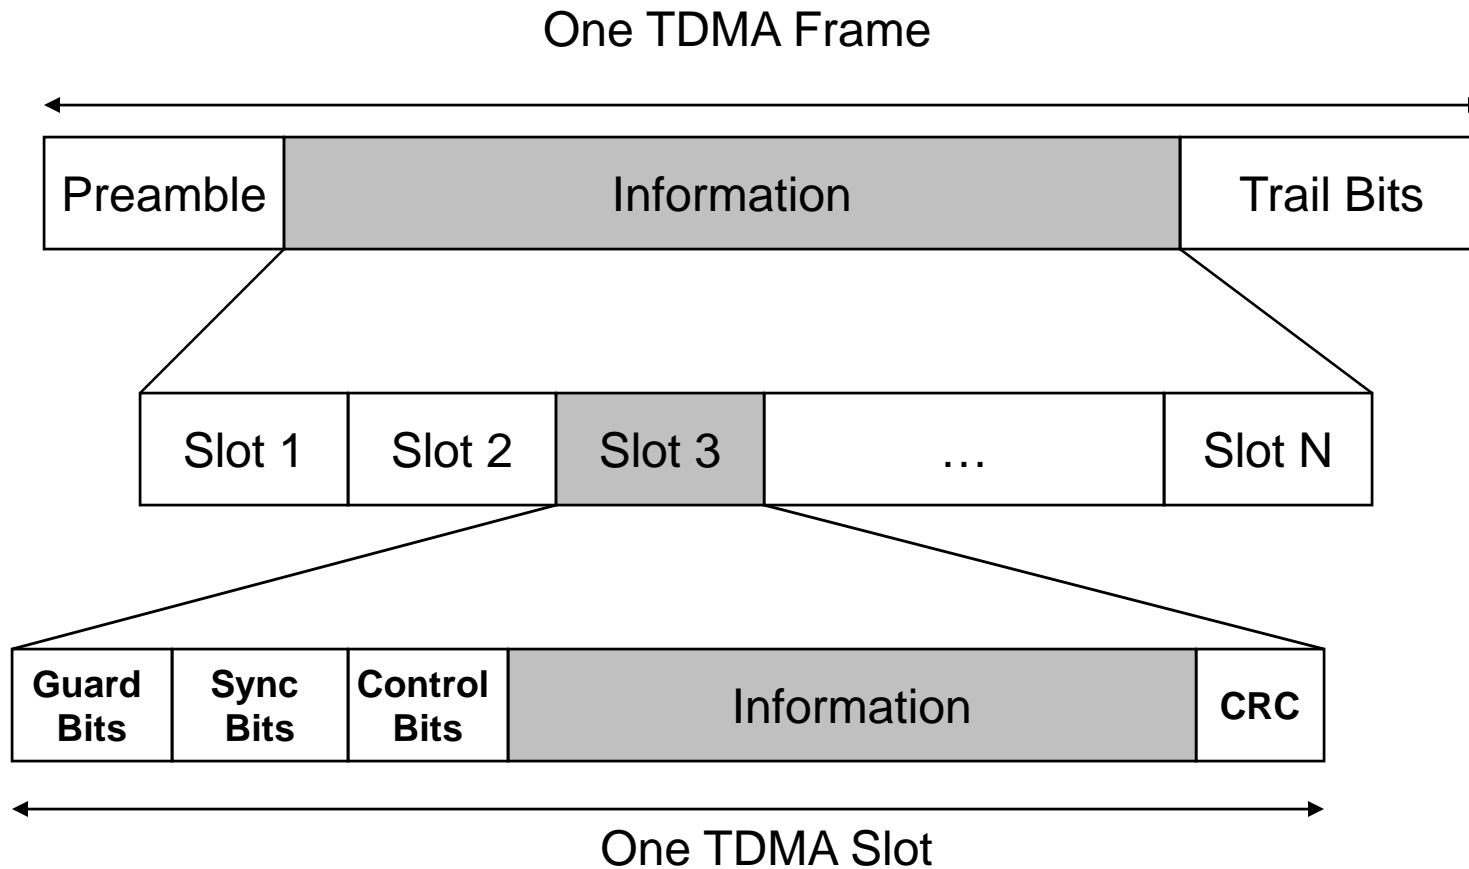 One TDMA Frame
Preamble
Information
Trail Bits
Slot 1
Slot 2
Slot 3
…
Slot N
Guard
Bits
Sync
Bits
Control
Bits
Information
CRC
One TDMA Slot